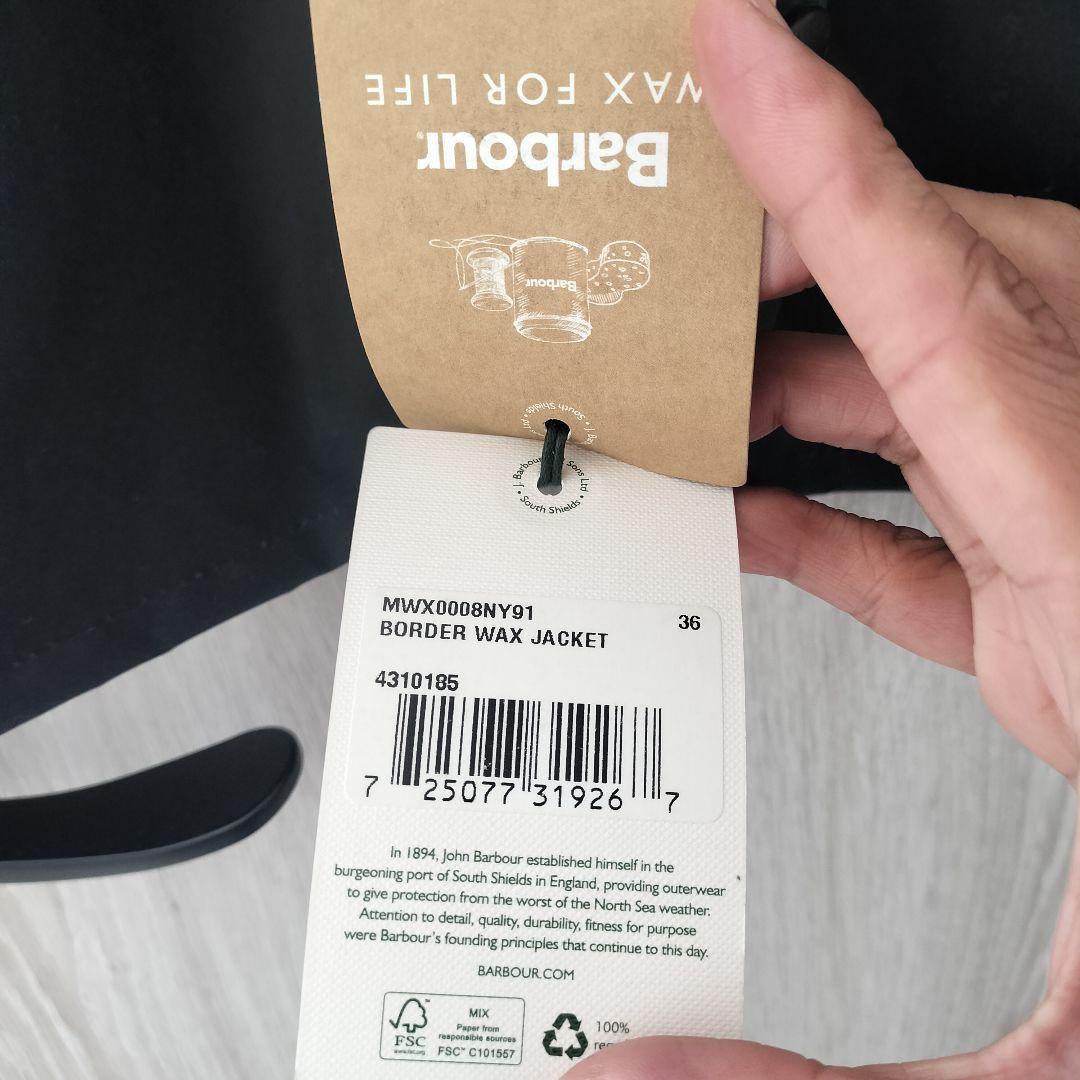 WAX FOR LIFE
Barbour
Barbour
South Shields
J. Barbour Sons Ltd
• South Shields •
MWX0008NY91
36
BORDER WAX JACKET
4310185
7 25077 31926 7
In 1894, John Barbour established himself in the
burgeoning port of South Shields in England, providing outerwear
to give protection from the worst of the North Sea weather.
Attention to detail, quality, durability, fitness for purpose
were Barbour's founding principles that continue to this day.
BARBOUR.COM
FSC
www.fsc.org
MIX
Paper from
responsible sources
FSC™ C101557
100%